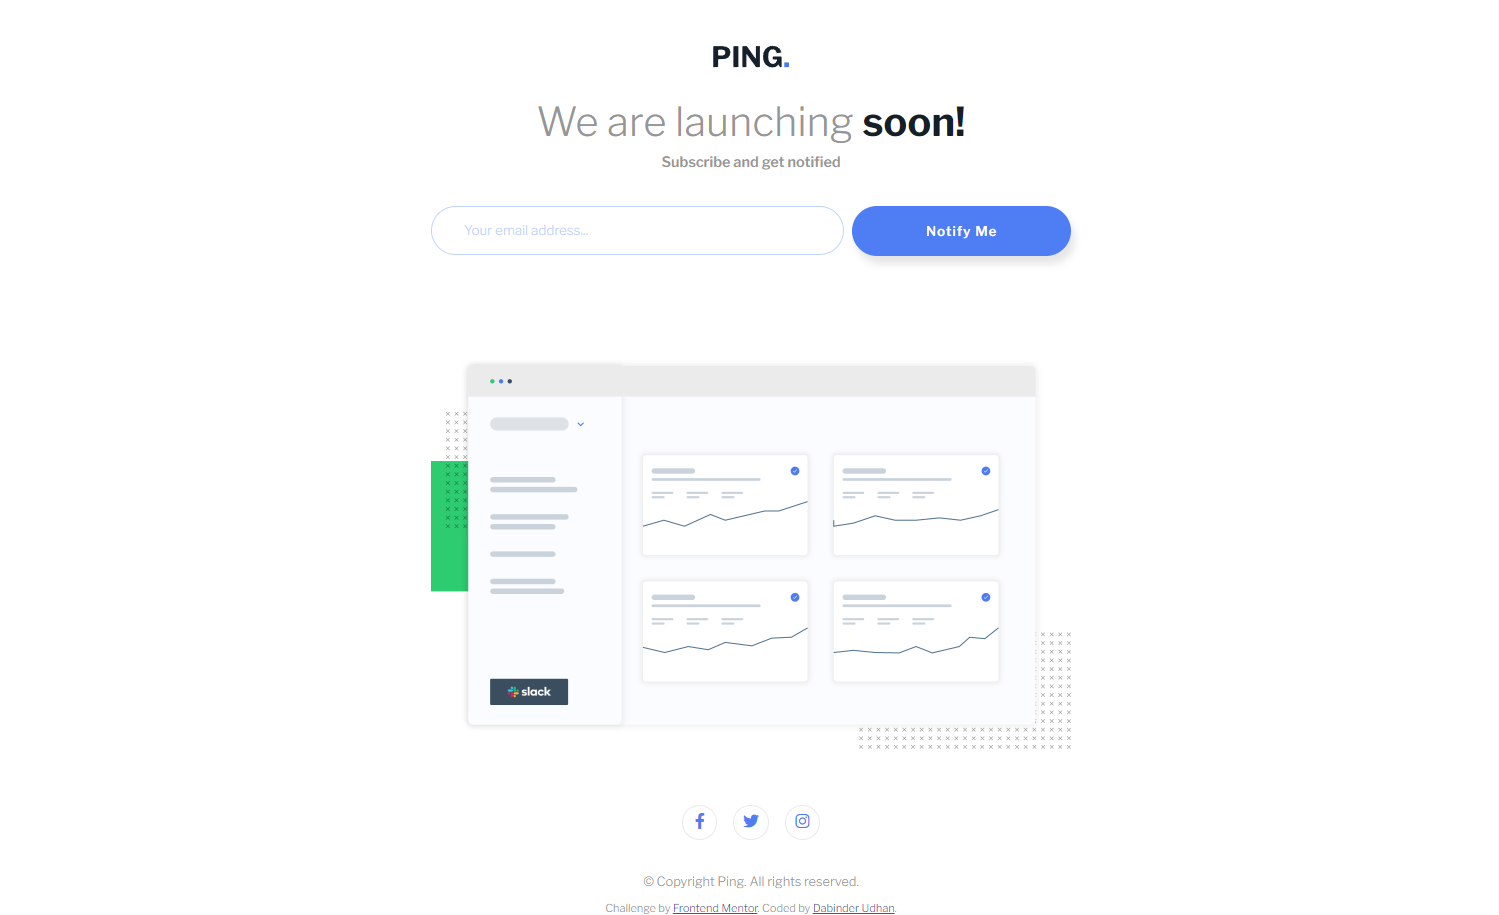 PING.
We are launching soon!
Subscribe and get notified
Your email address...
Notify Me
slack
© Copyright Ping. All rights reserved.
Challenge by Frontend Mentor. Coded by Dabinder Udhan.